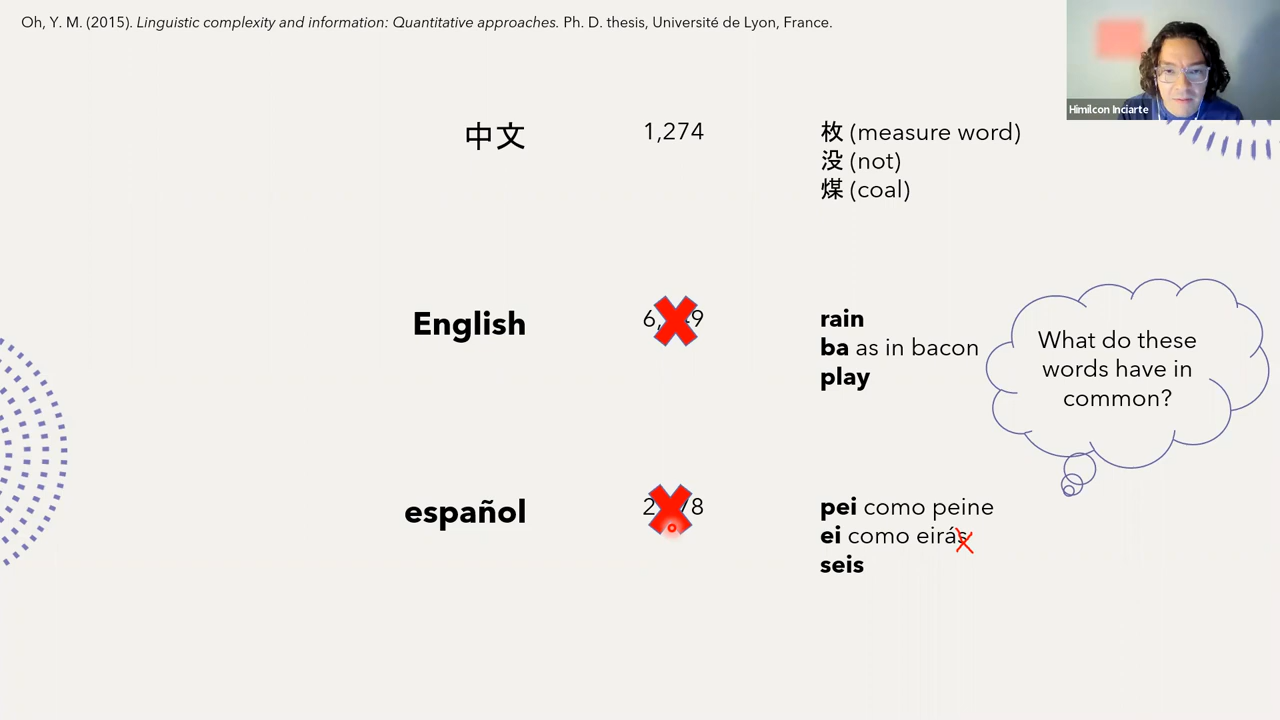 Oh, Y. M. (2015). Linguistic complexity and information: Quantitative approaches. Ph. D. thesis, Université de Lyon, France.
Himilcon Inciarte
中文
1,274
枚 (measure word)
没 (not)
煤 (coal)
English
rain
ba as in bacon
play
What do these
words have in
common?
español
pei como peine
ei como eirás
seis